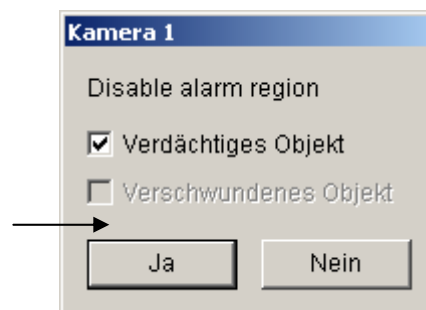 Kamera 1
Disable alarm region
Verdächtiges Objekt
Verschwundenes Objekt
Ja Nein